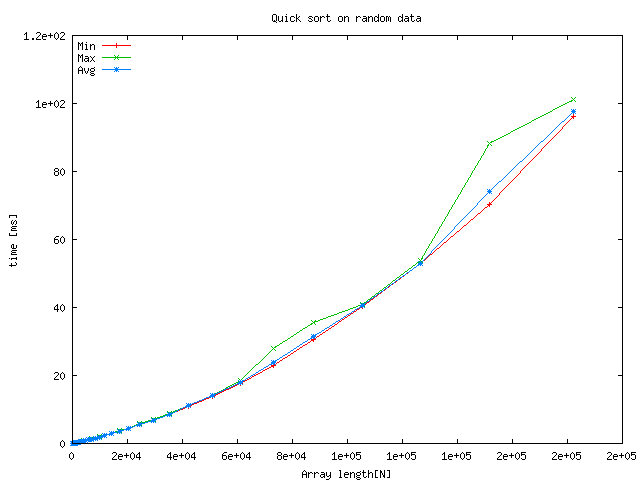 Quick sort on random data
1.2e+02
1e+02
80
60
40
20
0
time [ms]
Min
Max
Avg
0 2e+04 4e+04 6e+04 8e+04 1e+05 1e+05 1e+05 2e+05 2e+05 2e+05
Array length[N]